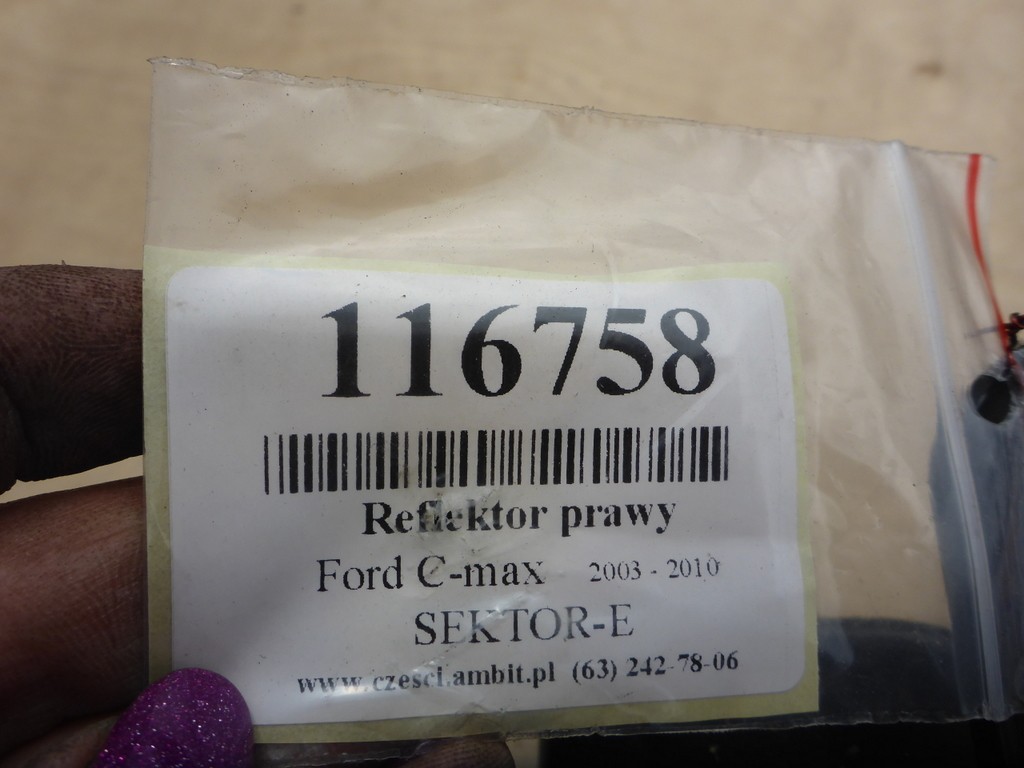 116758
Reflektor prawy
Ford C-max 2003 - 2010
SEKTOR-E
www.czesci.ambit.pl (63) 242-78-06